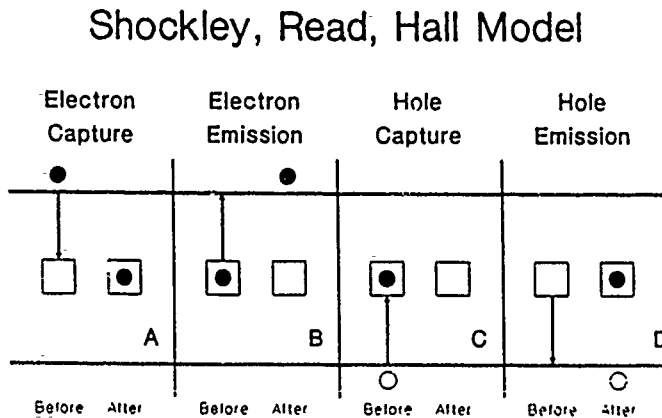 Shockley, Read, Hall Model
Electron Electron Hole Hole
Capture Emission Capture Emission
A B C D
Before After Before After Before After Before After